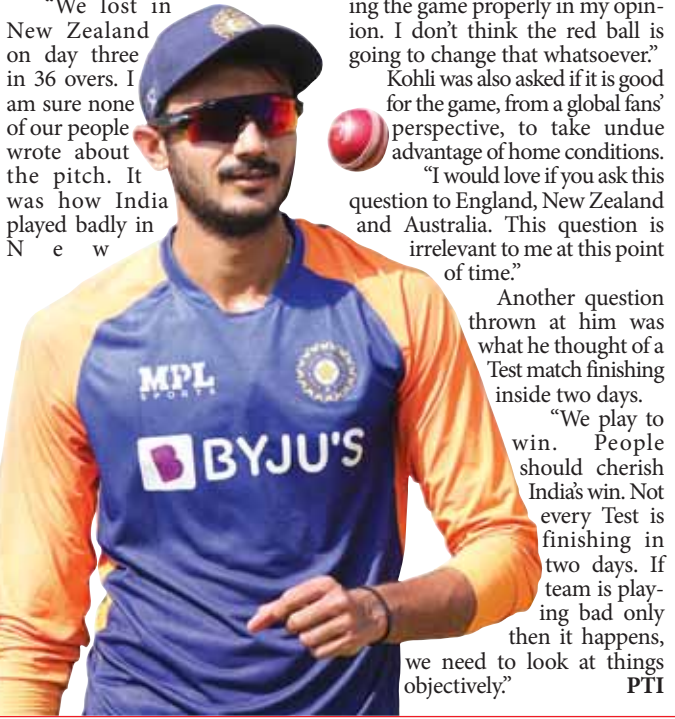 “We lost in
New Zealand
on day three
in 36 overs. I
am sure none
of our people
wrote about
the pitch. It
was how India
played badly in
N e w
ing the game properly in my opin-
ion. I don’t think the red ball is
going to change that whatsoever.”
Kohli was also asked if it is good
for the game, from a global fans’
perspective, to take undue
advantage of home conditions.
“I would love if you ask this
question to England, New Zealand
and Australia. This question is
irrelevant to me at this point
of time.”
Another question
thrown at him was
what he thought of a
Test match finishing
inside two days.
“We play to
win. People
should cherish
India’s win. Not
every Test is
finishing in
two days. If
team is play-
ing bad only
then it happens,
we need to look at things
objectively.” PTI
MPL
SPORTS
B BYJU'S